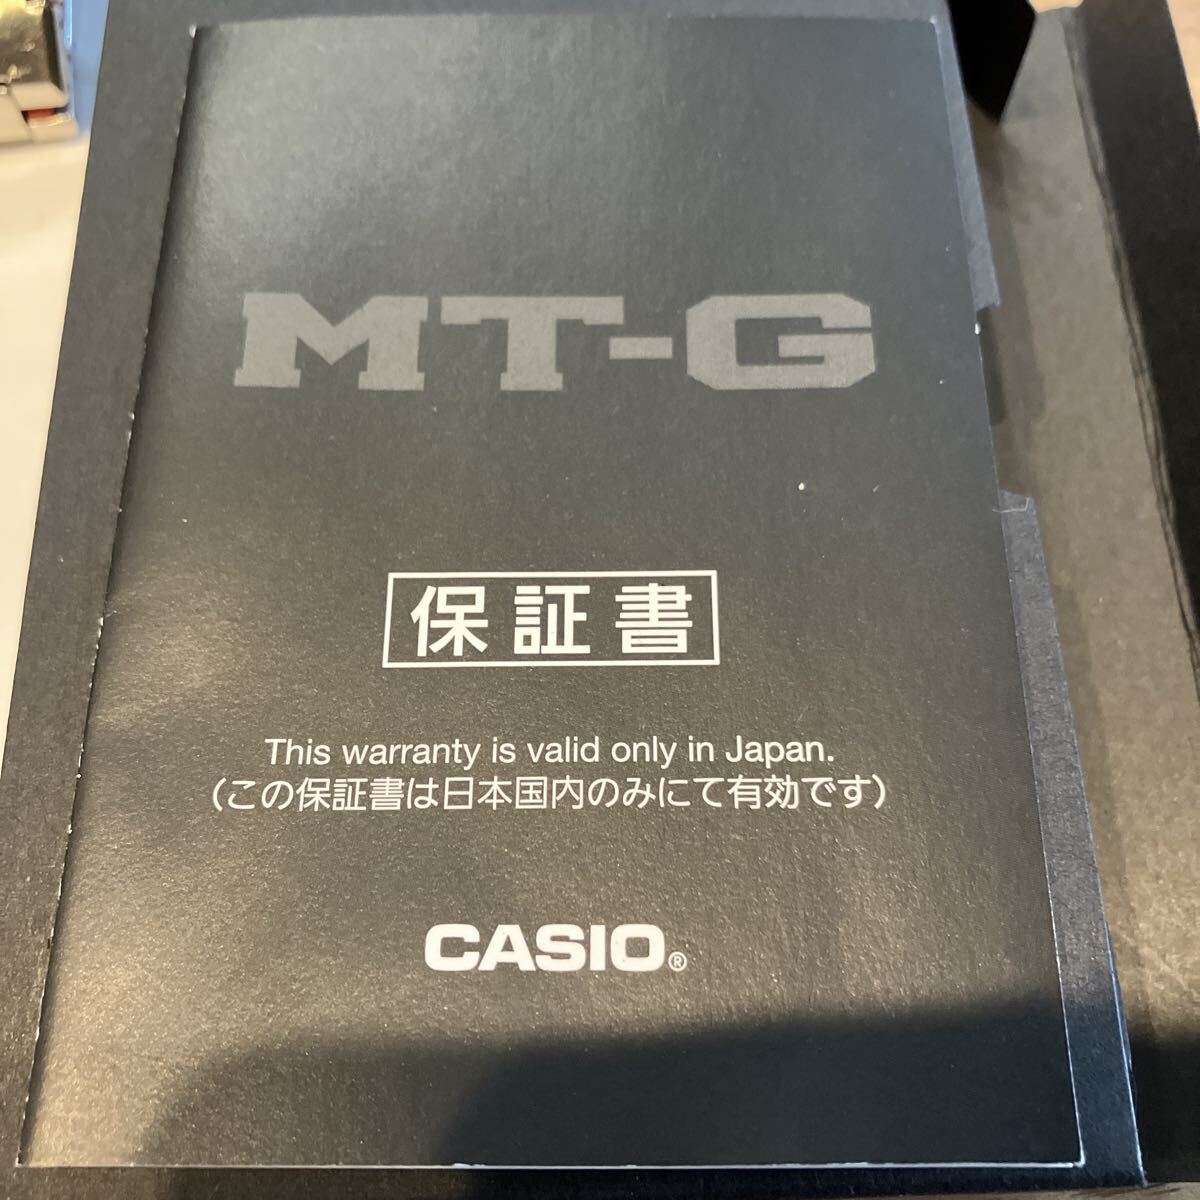 MT-G
保証書
This warranty is valid only in Japan.
(この保証書は日本国内のみにて有効です)
CASIO®